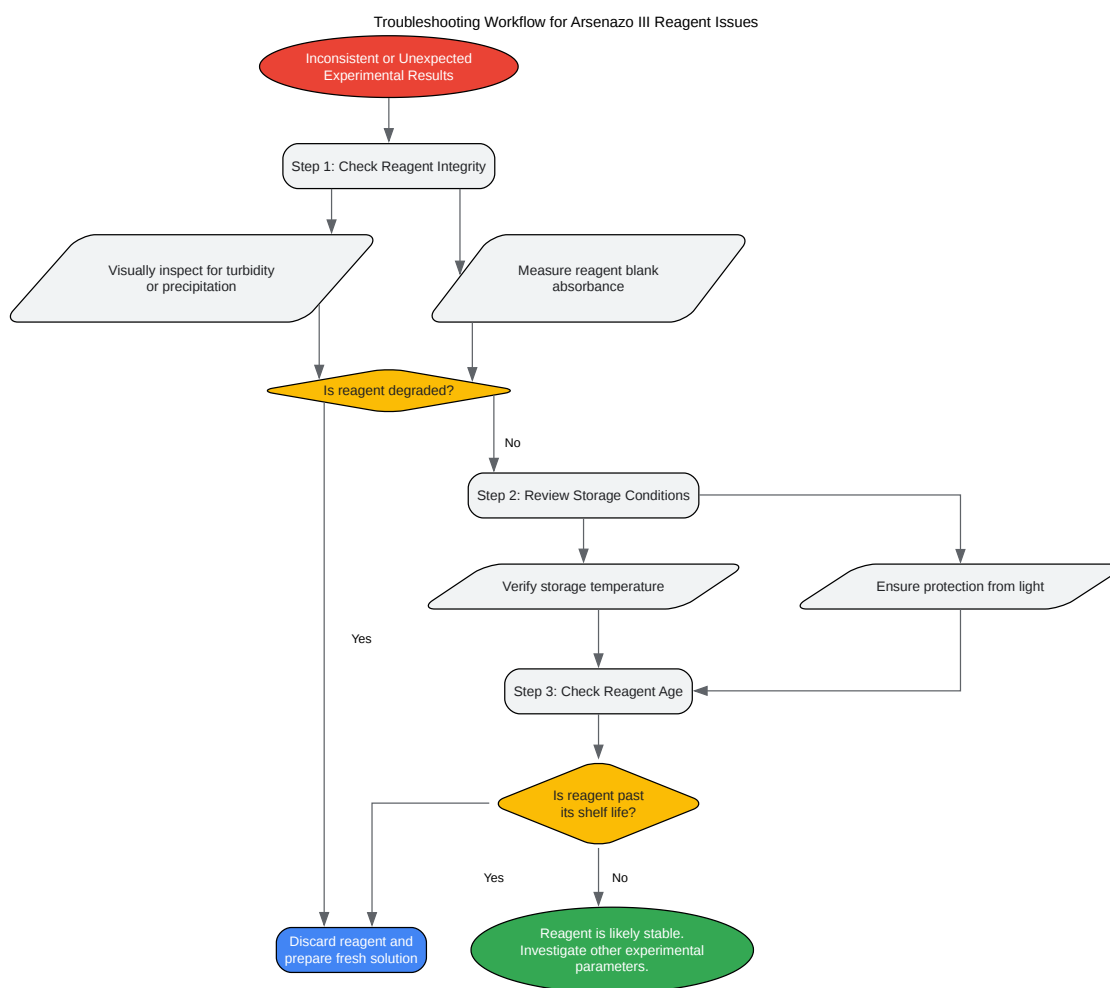 Troubleshooting Workflow for Arsenazo III Reagent Issues
Inconsistent or Unexpected
Experimental Results
Step 1: Check Reagent Integrity
Visually inspect for turbidity
or precipitation
Measure reagent blank
absorbance
Is reagent degraded?
No
Step 2: Review Storage Conditions
Verify storage temperature
Ensure protection from light
Yes
Step 3: Check Reagent Age
Is reagent past
its shelf life?
Yes
No
Discard reagent and
prepare fresh solution
Reagent is likely stable.
Investigate other experimental
parameters.